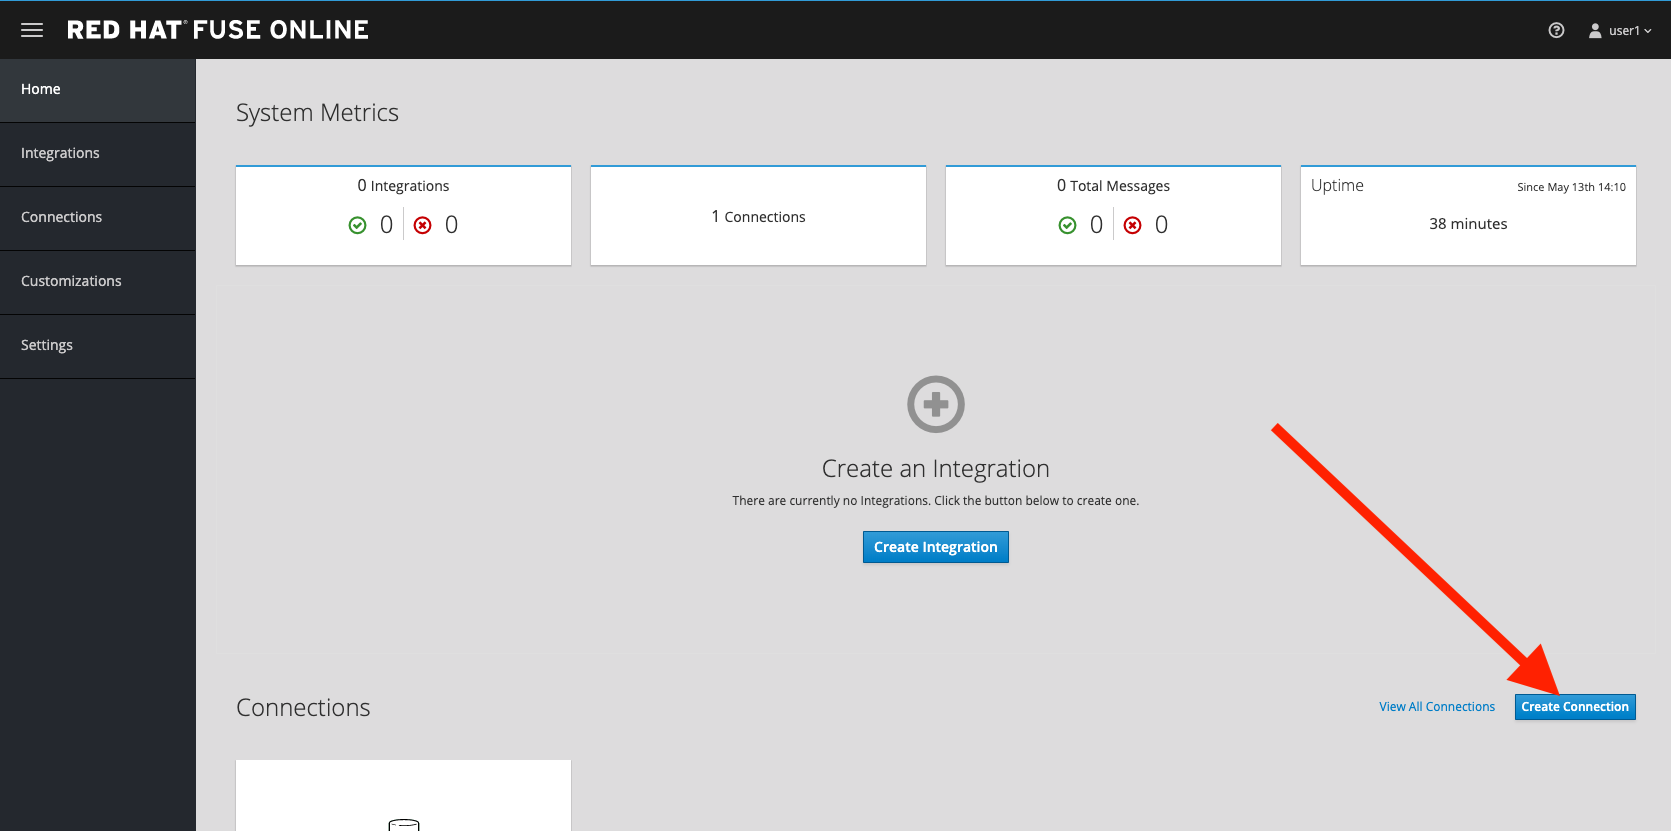 RED HAT® FUSE ONLINE
user1
Home
Integrations
Connections
Customizations
Settings
System Metrics
0 Integrations
0 0
1 Connections
0 Total Messages
0 0
Uptime
Since May 13th 14:10
38 minutes
Create an Integration
There are currently no Integrations. Click the button below to create one.
Create Integration
Connections
View All Connections
Create Connection